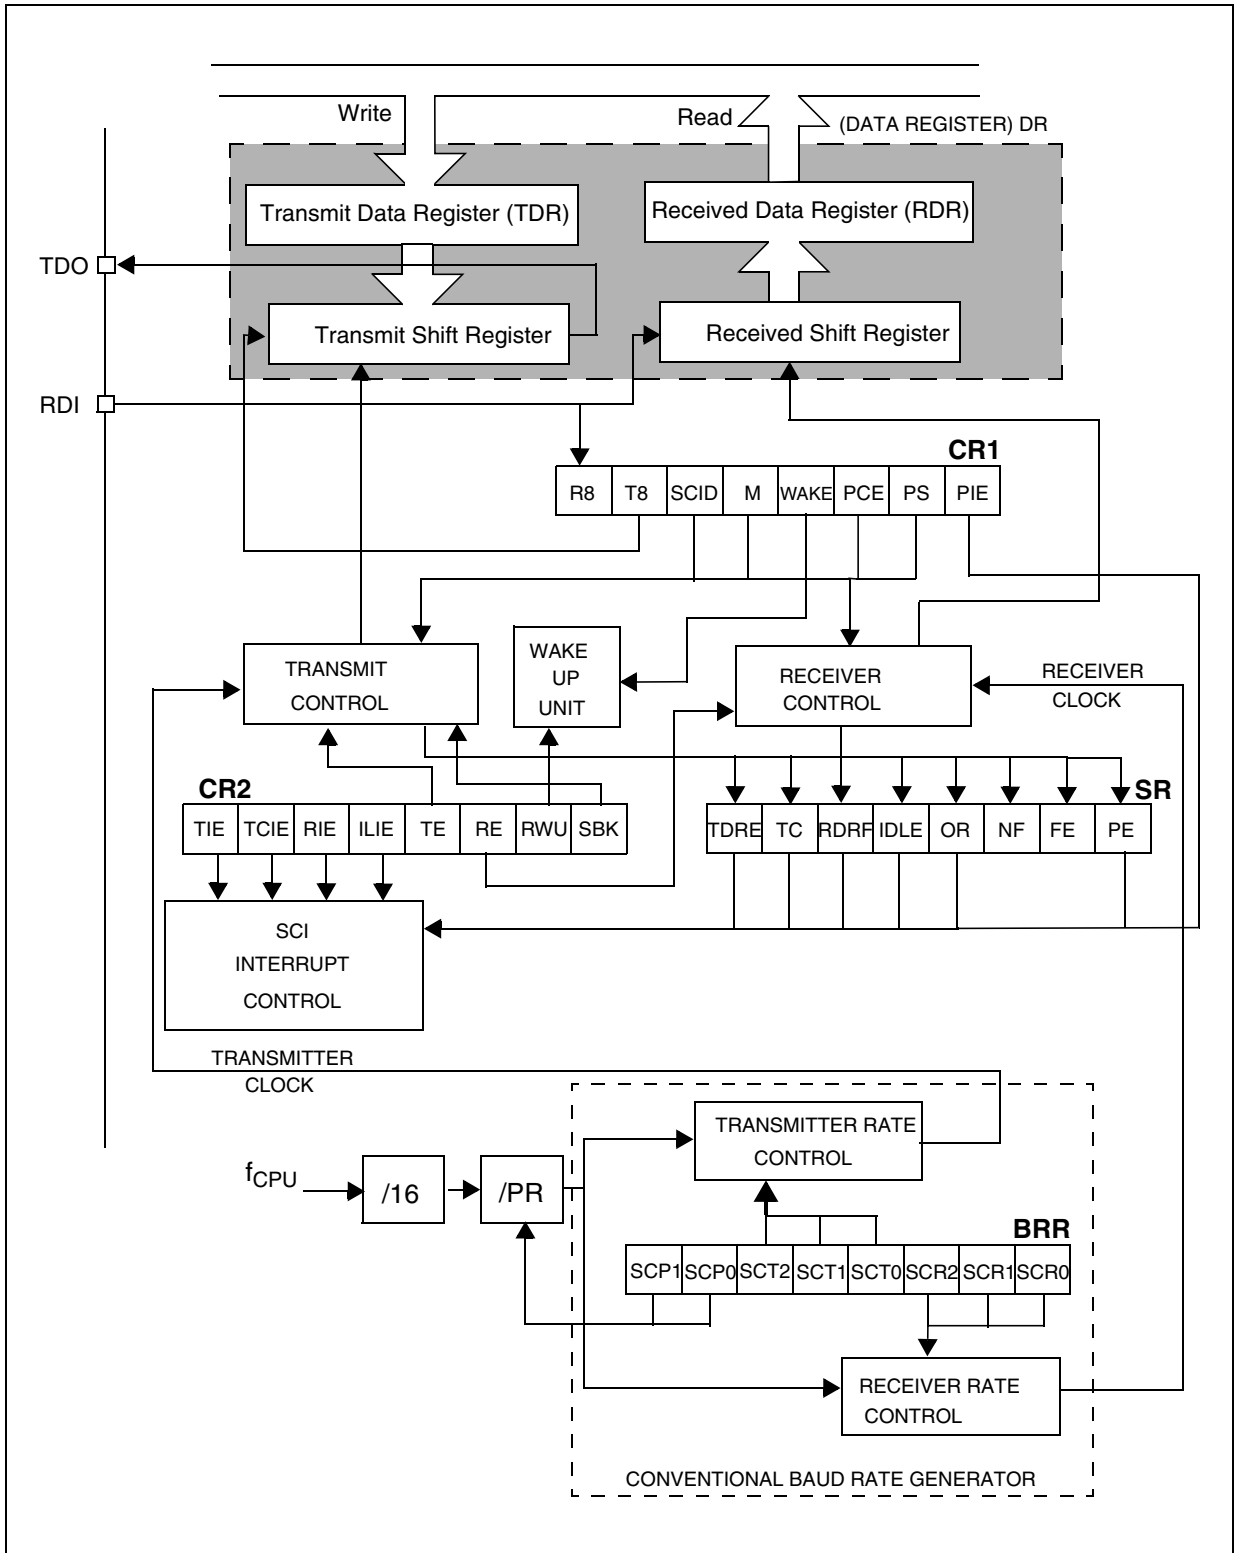 Write
Read
(DATA REGISTER) DR
Transmit Data Register (TDR)
Received Data Register (RDR)
TDO
Transmit Shift Register
Received Shift Register
RDI
CR1
R8 T8 SCID M WAKE PCE PS PIE
TRANSMIT
CONTROL
WAKE
UP
UNIT
RECEIVER
CONTROL
RECEIVER
CLOCK
CR2
TIE TCIE RIE ILIE TE RE RWU SBK
SR
TDRE TC RDRF IDLE OR NF FE PE
SCI
INTERRUPT
CONTROL
TRANSMITTER
CLOCK
TRANSMITTER RATE
CONTROL
fCPU
/16
/PR
BRR
SCP1 SCP0 SCT2 SCT1 SCT0 SCR2 SCR1 SCR0
RECEIVER RATE
CONTROL
CONVENTIONAL BAUD RATE GENERATOR